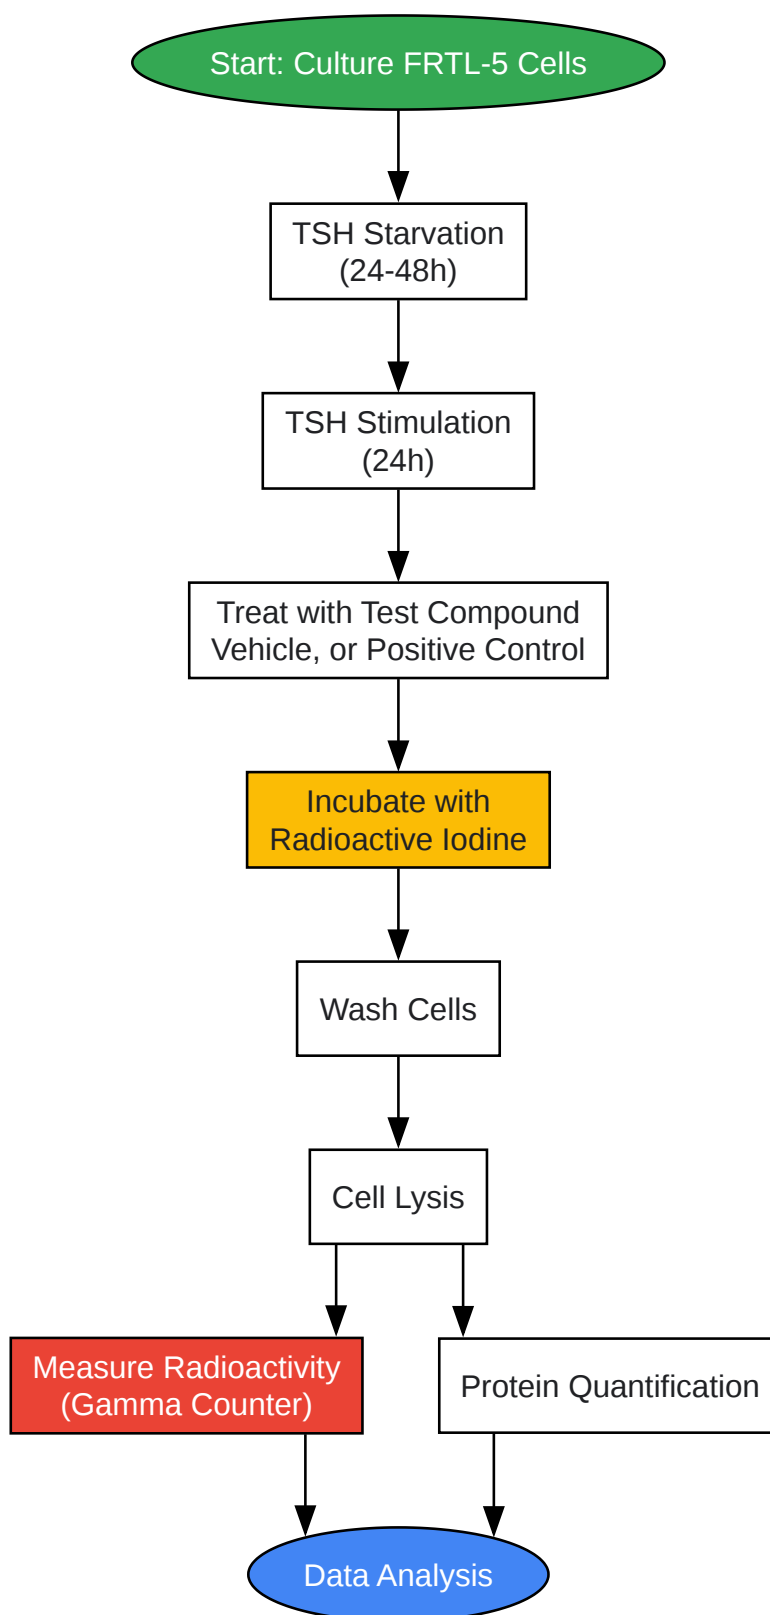 Start: Culture FRTL-5 Cells
TSH Starvation
(24-48h)
TSH Stimulation
(24h)
Treat with Test Compound
Vehicle, or Positive Control
Incubate with
Radioactive Iodine
Wash Cells
Cell Lysis
Measure Radioactivity
(Gamma Counter)
Protein Quantification
Data Analysis